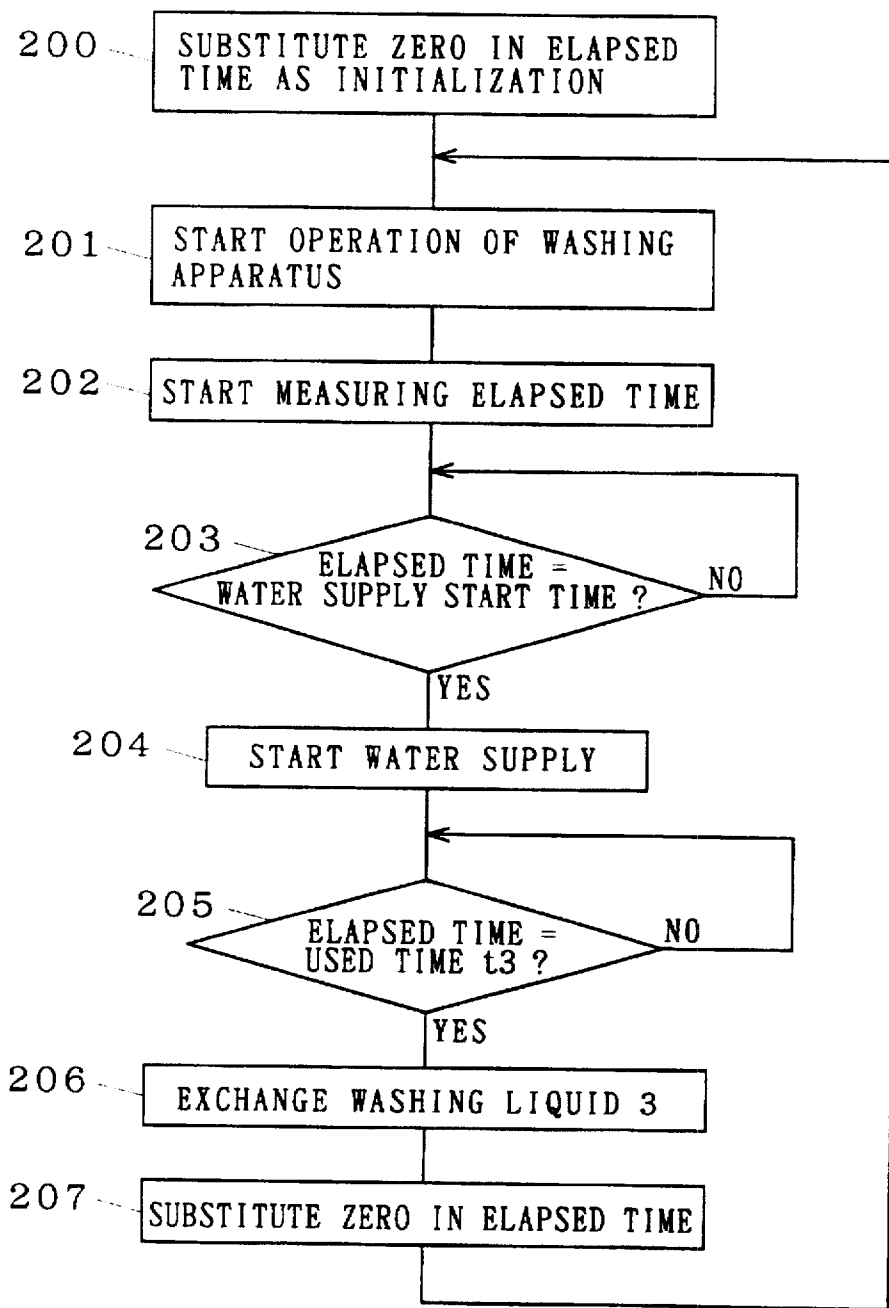 200
SUBSTITUTE ZERO IN ELAPSED
TIME AS INITIALIZATION
201
START OPERATION OF WASHING
APPARATUS
202
START MEASURING ELAPSED TIME
203
ELAPSED TIME =
WATER SUPPLY START TIME ?
NO
YES
204
START WATER SUPPLY
205
ELAPSED TIME =
USED TIME t3 ?
NO
YES
206
EXCHANGE WASHING LIQUID 3
207
SUBSTITUTE ZERO IN ELAPSED TIME